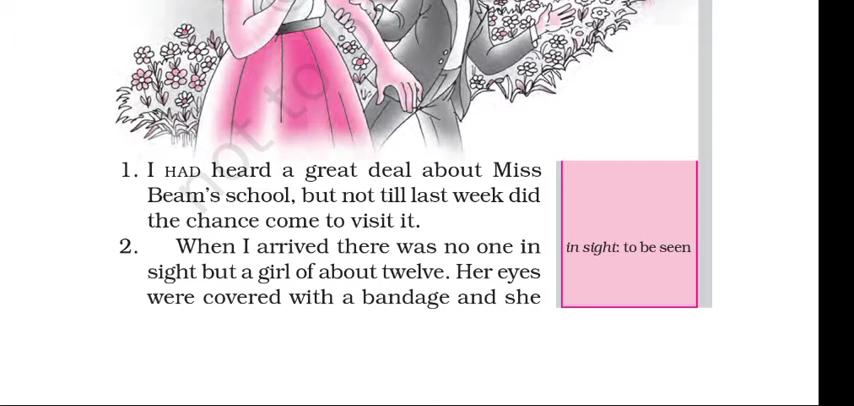 1. I HAD heard a great deal about Miss
Beam's school, but not till last week did
the chance come to visit it.
2. When I arrived there was no one in
sight but a girl of about twelve. Her eyes
were covered with a bandage and she
in sight: to be seen
not to